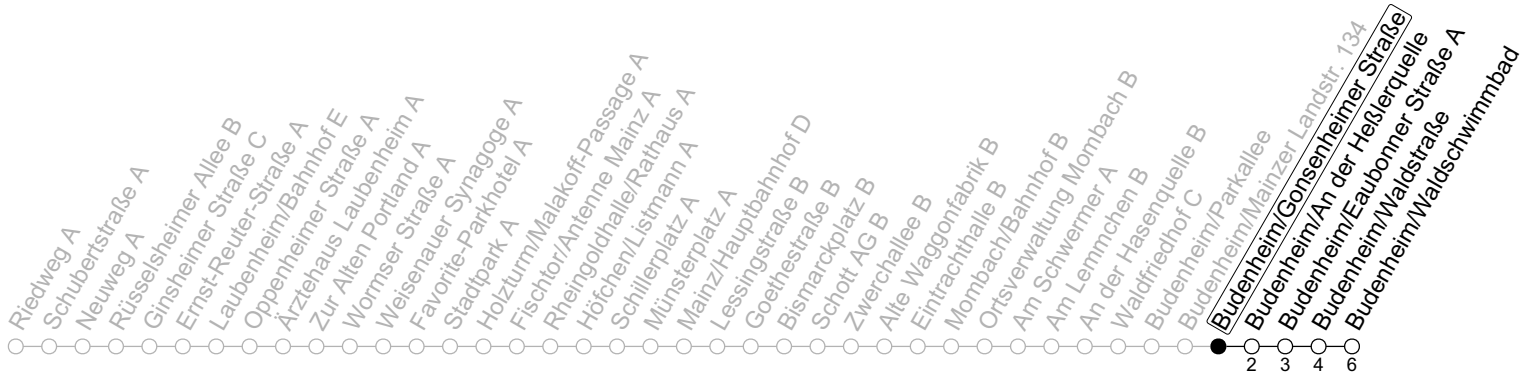 Riedweg A
Schubertstraße A
Neuweg A
Rüsselsheimer Allee B
Ginsheimer Straße C
Ernst-Reuter-Straße A
Laubenheim/Bahnhof E
Oppenheimer Straße A
Ärztehaus Laubenheim A
Zur Alten Portland A
Wormser Straße A
Weisenauer Synagoge A
Favorite-Parkhotel A
Stadtpark A
Holzturm/Malakoff-Passage A
Fischtor/Antenne Mainz A
Rheingoldhalle/Rathaus A
Höfchen/Listmann A
Schillerplatz A
Münsterplatz A
Mainz/Hauptbahnhof D
Lessingstraße B
Goethestraße B
Bismarckplatz B
Schott AG B
Zwerchallee B
Alte Waggonfabrik B
Eintrachthalle B
Mombach/Bahnhof B
Ortsverwaltung Mombach B
Am Schwermer A
Am Lemmchen B
An der Hasenquelle B
Waldfriedhof C
Budenheim/Parkallee
Budenheim/Mainzer Landstr. 134
Budenheim/Gonsenheimer Straße
Budenheim/An der Heßlerquelle
Budenheim/Eaubonner Straße A
Budenheim/Waldstraße
Budenheim/Waldschwimmbad
2 3 4 6